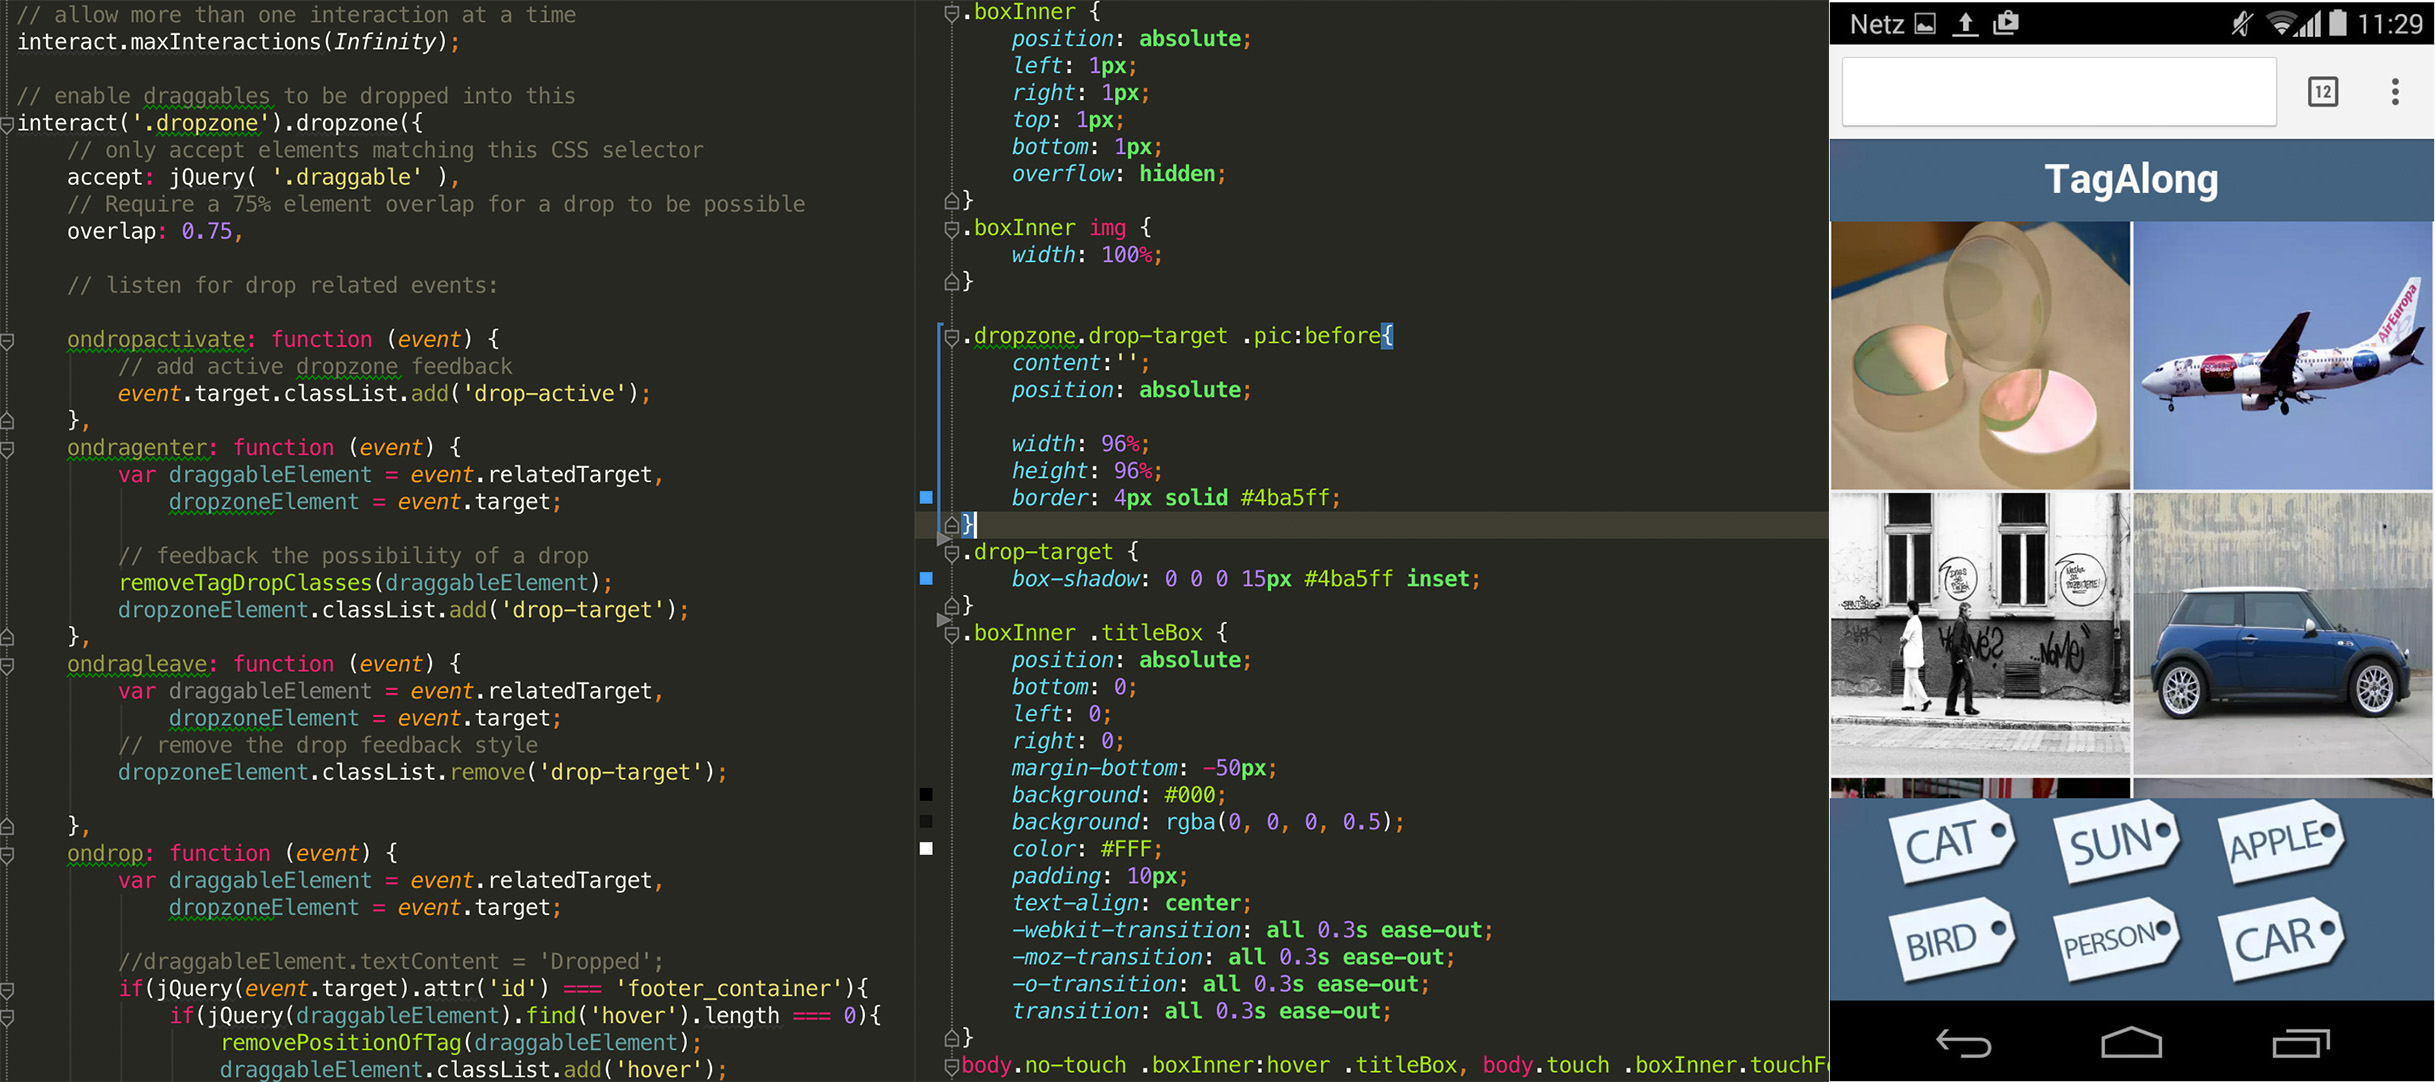 // allow more than one interaction at a time
interact.maxInteractions(Infinity);
// enable draggables to be dropped into this
interact('.dropzone').dropzone({
// only accept elements matching this CSS selector
accept: jQuery( '.draggable' ),
// Require a 75% element overlap for a drop to be possible
overlap: 0.75,
// listen for drop related events:
ondropactivate: function (event) {
// add active dropzone feedback
event.target.classList.add('drop-active');
},
ondragenter: function (event) {
var draggableElement = event.relatedTarget,
dropzoneElement = event.target;
// feedback the possibility of a drop
removeTagDropClasses(draggableElement);
dropzoneElement.classList.add('drop-target');
},
ondragleave: function (event) {
var draggableElement = event.relatedTarget,
dropzoneElement = event.target;
// remove the drop feedback style
dropzoneElement.classList.remove('drop-target');
},
ondrop: function (event) {
var draggableElement = event.relatedTarget,
dropzoneElement = event.target;
//draggableElement.textContent = 'Dropped';
if(jQuery(event.target).attr('id') === 'footer_container'){
if(jQuery(draggableElement).find('hover').length === 0){
removePositionOfTag(draggableElement);
draggableElement.classList.add('hover');
.boxInner {
position: absolute;
left: 1px;
right: 1px;
top: 1px;
bottom: 1px;
overflow: hidden;
}
.boxInner img {
width: 100%;
}
.dropzone.drop-target .pic:before{
content:'';
position: absolute;
width: 96%;
height: 96%;
border: 4px solid #4ba5ff;
}
.drop-target {
box-shadow: 0 0 0 15px #4ba5ff inset;
}
.boxInner .titleBox {
position: absolute;
bottom: 0;
left: 0;
right: 0;
margin-bottom: -50px;
background: #000;
background: rgba(0, 0, 0, 0.5);
color: #FFF;
padding: 10px;
text-align: center;
-webkit-transition: all 0.3s ease-out;
-moz-transition: all 0.3s ease-out;
-o-transition: all 0.3s ease-out;
transition: all 0.3s ease-out;
}
body.no-touch .boxInner:hover .titleBox, body.touch .boxInner.touchF
Netz 11:29
12
TagAlong
AirEuropa
CAT SUN APPLE
BIRD PERSON CAR